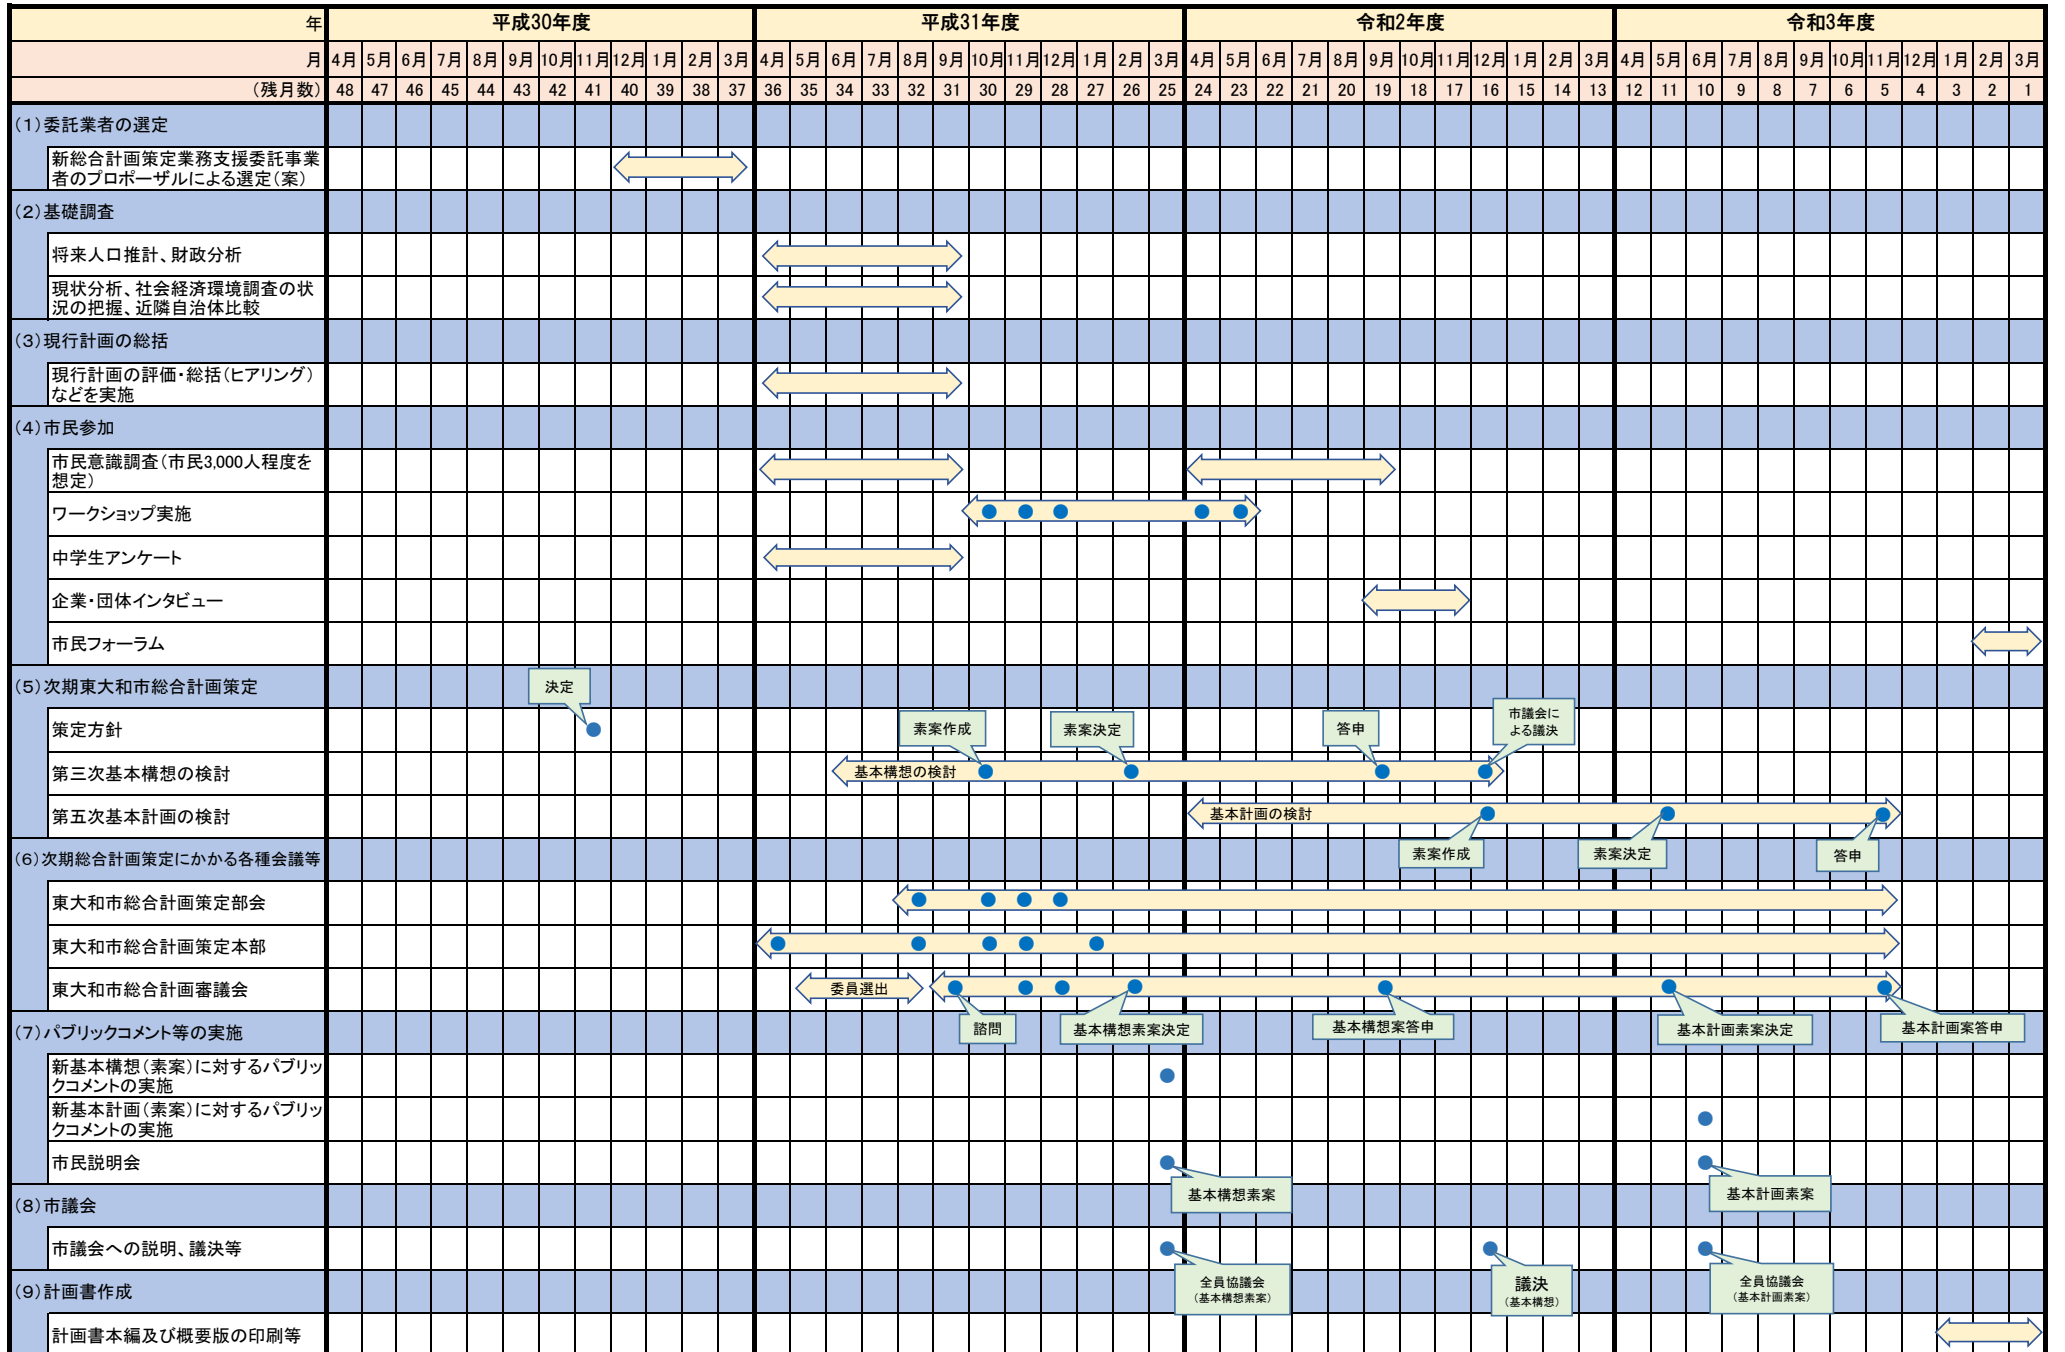 年 平成30年度 平成31年度 令和2年度 令和3年度
月 4月 5月 6月 7月 8月 9月 10月 11月 12月 1月 2月 3月 4月 5月 6月 7月 8月 9月 10月 11月 12月 1月 2月 3月 4月 5月 6月 7月 8月 9月 10月 11月 12月 1月 2月 3月 4月 5月 6月 7月 8月 9月 10月 11月 12月 1月 2月 3月
(残月数) 48 47 46 45 44 43 42 41 40 39 38 37 36 35 34 33 32 31 30 29 28 27 26 25 24 23 22 21 20 19 18 17 16 15 14 13 12 11 10 9 8 7 6 5 4 3 2 1
(1)委託業者の選定
新総合計画策定業務支援委託事業
者のプロポーザルによる選定(案)
(2)基礎調査
将来人口推計、財政分析
現状分析、社会経済環境調査の状
況の把握、近隣自治体比較
(3)現行計画の総括
現行計画の評価・総括(ヒアリング)
などを実施
(4)市民参加
市民意識調査(市民3,000人程度を
想定)
ワークショップ実施
中学生アンケート
企業・団体インタビュー
市民フォーラム
(5)次期東大和市総合計画策定
決定
策定方針
素案作成 素案決定 答申
市議会に
よる議決
第三次基本構想の検討
基本構想の検討
第五次基本計画の検討
基本計画の検討
素案作成 素案決定 答申
(6)次期総合計画策定にかかる各種会議等
東大和市総合計画策定部会
東大和市総合計画策定本部
東大和市総合計画審議会
委員選出
諮問 基本構想素案決定 基本構想案答申 基本計画素案決定 基本計画案答申
(7)パブリックコメント等の実施
新基本構想(素案)に対するパブリッ
クコメントの実施
新基本計画(素案)に対するパブリッ
クコメントの実施
市民説明会
基本構想素案 基本計画素案
(8)市議会
市議会への説明、議決等
全員協議会
(基本構想素案)
議決
(基本構想)
全員協議会
(基本計画素案)
(9)計画書作成
計画書本編及び概要版の印刷等